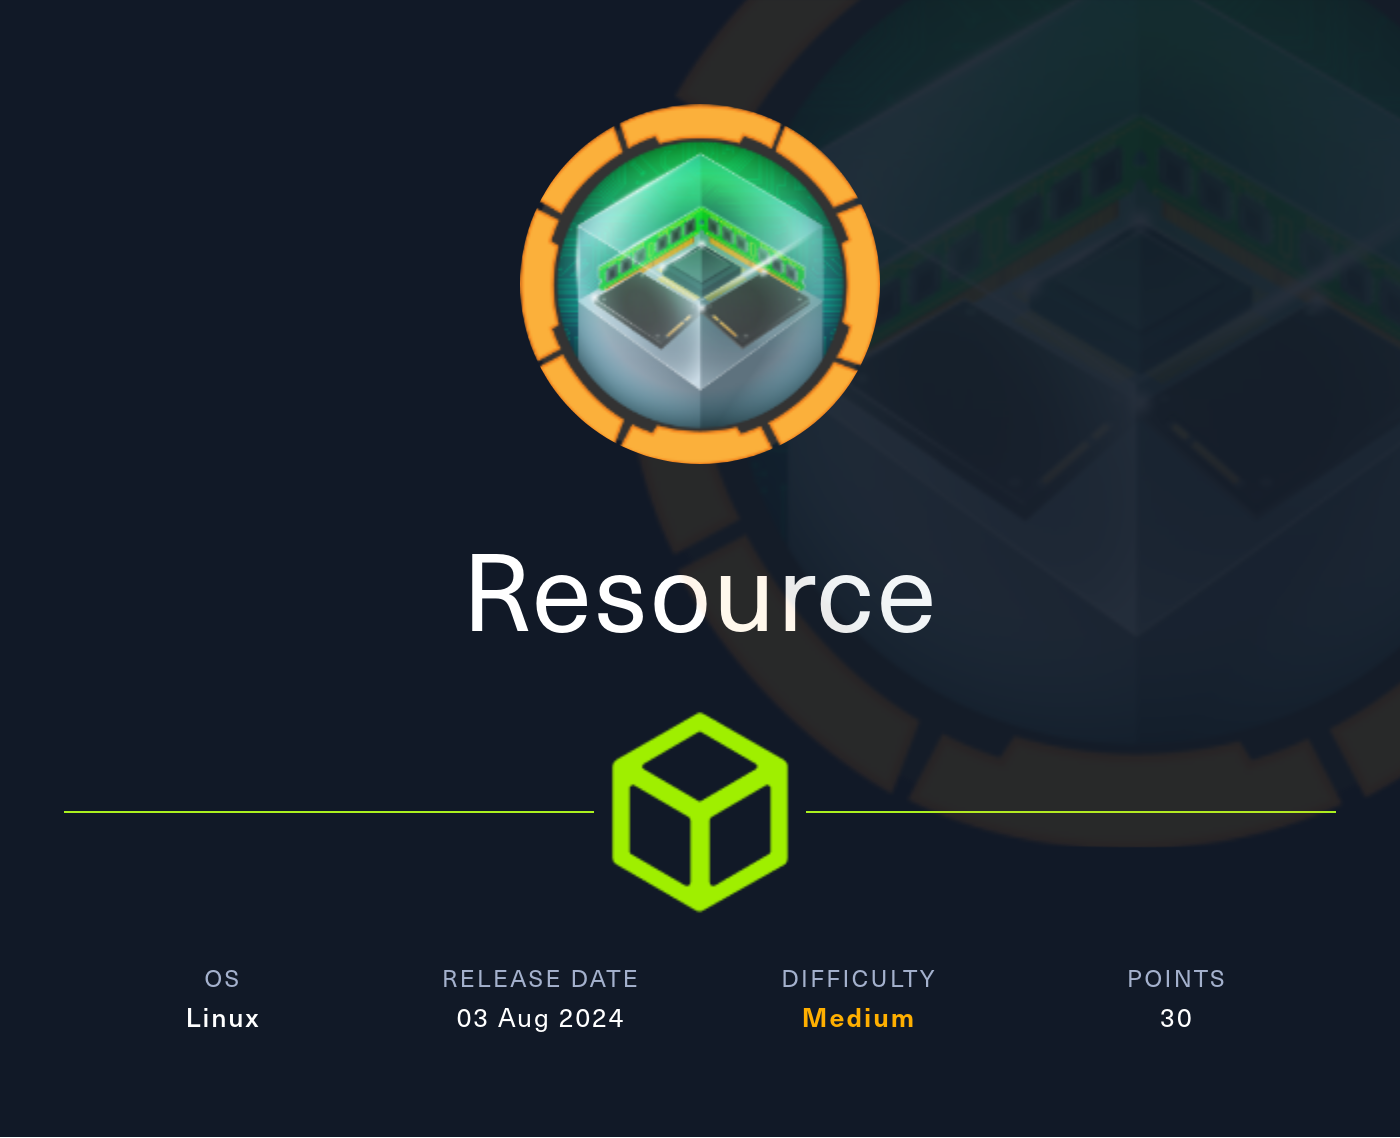 Resource
OS
Linux
RELEASE DATE
03 Aug 2024
DIFFICULTY
Medium
POINTS
30